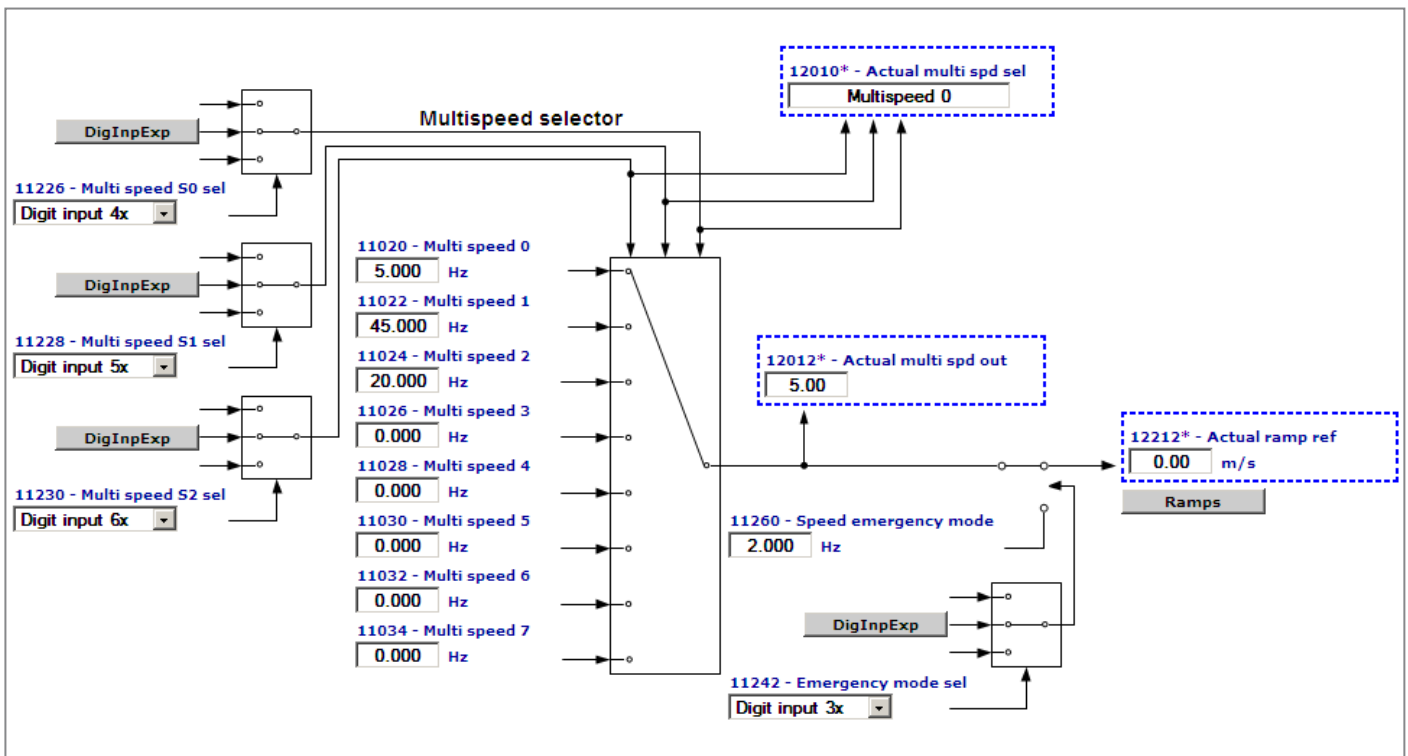 12010* - Actual multi spd sel
Multispeed 0
Multispeed selector
DigInpExp
11226 - Multi speed S0 sel
Digit input 4x
DigInpExp
11228 - Multi speed S1 sel
Digit input 5x
DigInpExp
11230 - Multi speed S2 sel
Digit input 6x
11020 - Multi speed 0
5.000 Hz
11022 - Multi speed 1
45.000 Hz
11024 - Multi speed 2
20.000 Hz
11026 - Multi speed 3
0.000 Hz
11028 - Multi speed 4
0.000 Hz
11030 - Multi speed 5
0.000 Hz
11032 - Multi speed 6
0.000 Hz
11034 - Multi speed 7
0.000 Hz
12012* - Actual multi spd out
5.00
12212* - Actual ramp ref
0.00 m/s
Ramps
11260 - Speed emergency mode
2.000 Hz
DigInpExp
11242 - Emergency mode sel
Digit input 3x